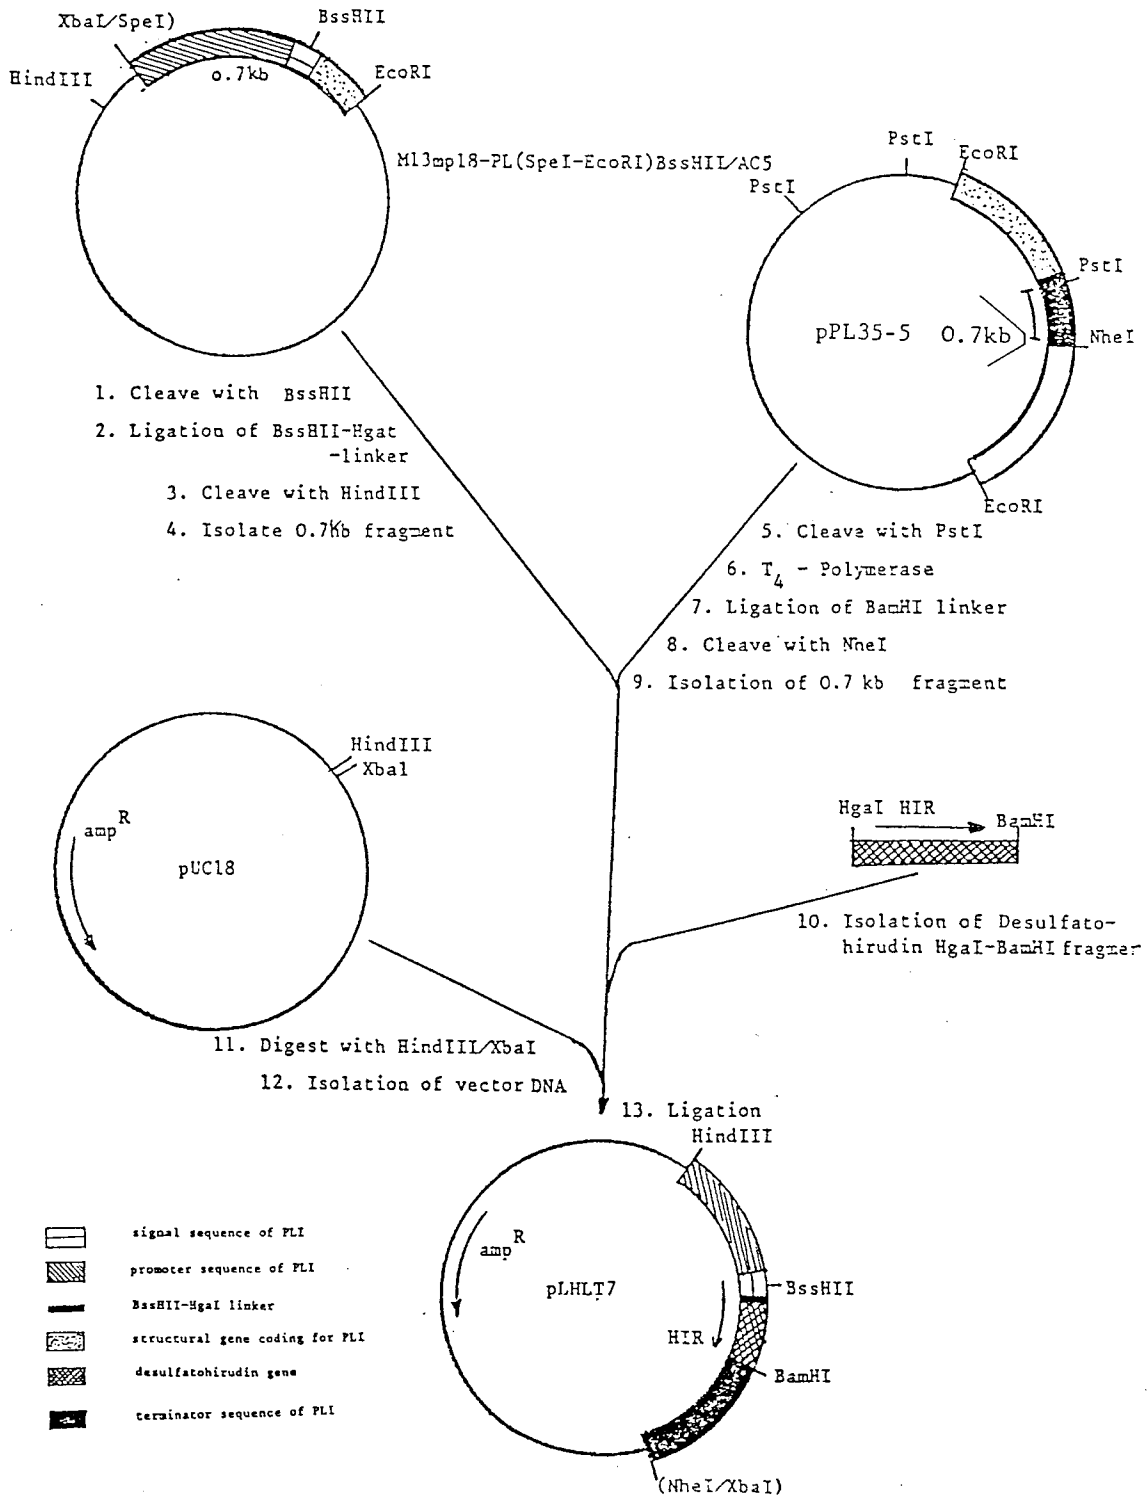 XbaI/SpeI)
BssHII
HindIII
0.7kb
EcoRI
M13mp18-PL(SpeI-EcoRI)BssHII/AC5
PstI
PstI
EcoRI
PstI
pPL35-5
0.7kb
NheI
EcoRI
1. Cleave with BssHII
2. Ligation of BssHII-Hgat
-linker
3. Cleave with HindIII
4. Isolate 0.7Kb fragment
5. Cleave with PstI
6. T4 - Polymerase
7. Ligation of BamHI linker
8. Cleave with NheI
9. Isolation of 0.7 kb fragment
HindIII
Xba1
amp R
pUC18
HgaI HIR
BamHI
10. Isolation of Desulfato-
hirudin HgaI-BamHI fragmer
11. Digest with HindIII/XbaI
12. Isolation of vector DNA
13. Ligation
HindIII
signal sequence of PLI
promoter sequence of PLI
BssHII-HgaI linker
structural gene coding for PLI
desulfatohirudin gene
terminator sequence of PLI
amp R
pLHLT7
BssHII
HIR
BamHI
(NheI/XbaI)